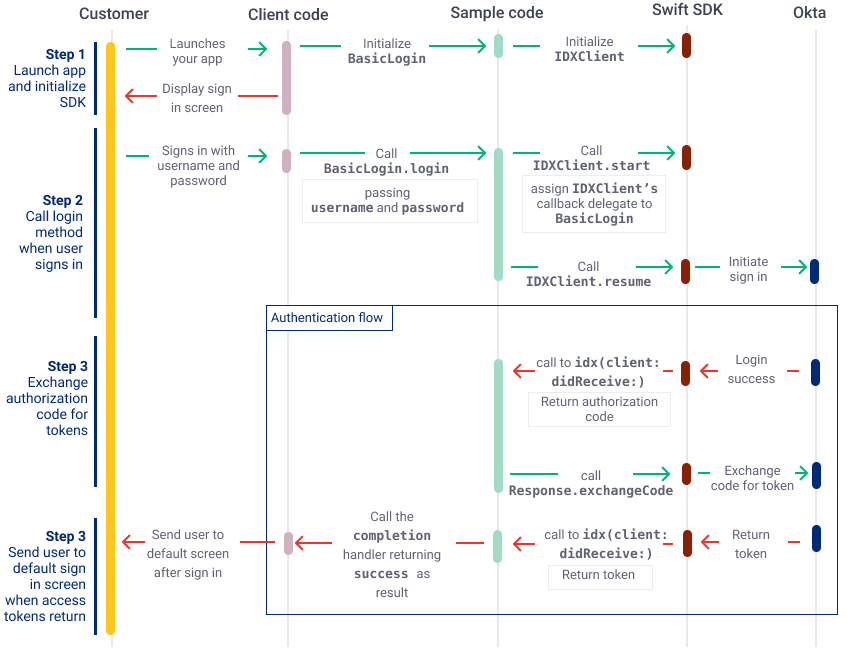 Customer
Client code
Sample code
Swift SDK
Okta
Step 1
Launch app
and initialize
SDK
Launches
your app
Initialize
BasicLogin
Initialize
IDXClient
Display sign
in screen
Step 2
Call login
method
when user
signs in
Signs in with
username and
password
Call
BasicLogin.login
passing
username and password
Call
IDXClient.start
assign IDXClient’s
callback delegate to
BasicLogin
Call
IDXClient.resume
Initiate
sign in
Authentication flow
Step 3
Exchange
authorization
code for
tokens
call to idx(client:
didReceive:)
Return authorization
code
Login
success
call
Response.exchangeCode
Exchange
code for token
Step 3
Send user to
default sign
in screen
when access
tokens return
Send user to
default screen
after sign in
Call the
completion
handler returning
success as
result
call to idx(client:
didReceive:)
Return token
Return
token